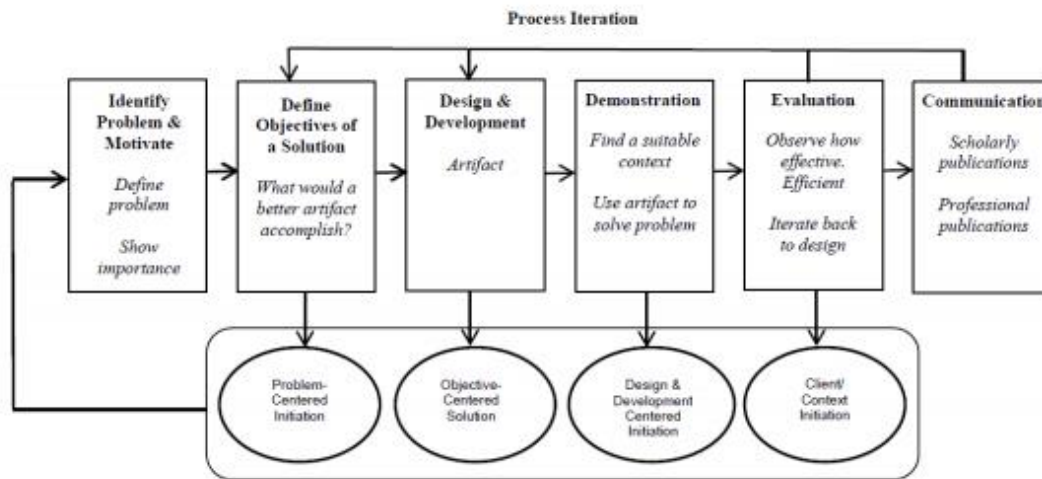 Process Iteration
Identify
Problem &
Motivate
Define
problem
Show
importance
Define
Objectives of
a Solution
What would a
better artifact
accomplish?
Design &
Development
Artifact
Demonstration
Find a suitable
context
Use artifact to
solve problem
Evaluation
Observe how
effective.
Efficient
Iterate back
to design
Communication
Scholarly
publications
Professional
publications
Problem-
Centered
Initiation
Objective-
Centered
Solution
Design &
Development
Centered
Initiation
Client/
Context
Initiation